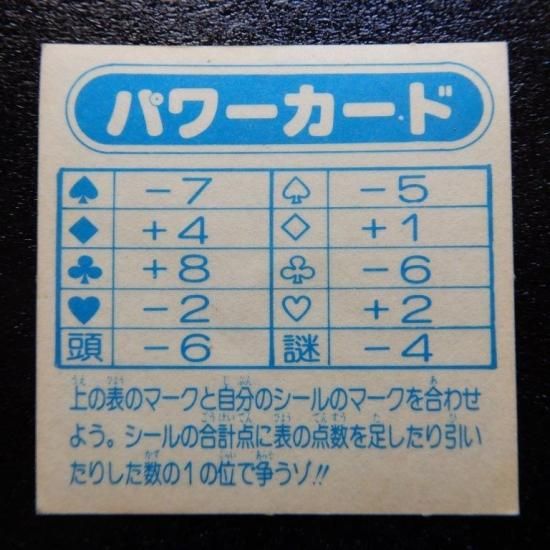 パワーカード
♠ -7 ♤ -5
◆ +4 ◇ +1
♣ +8 ♧ -6
♥ -2 ♡ +2
頭 -6 謎 -4
上の表のマークと自分のシールのマークを合わせ
よう。シールの合計点に表の点数を足したり引い
たりした数の1の位で争うゾ!!